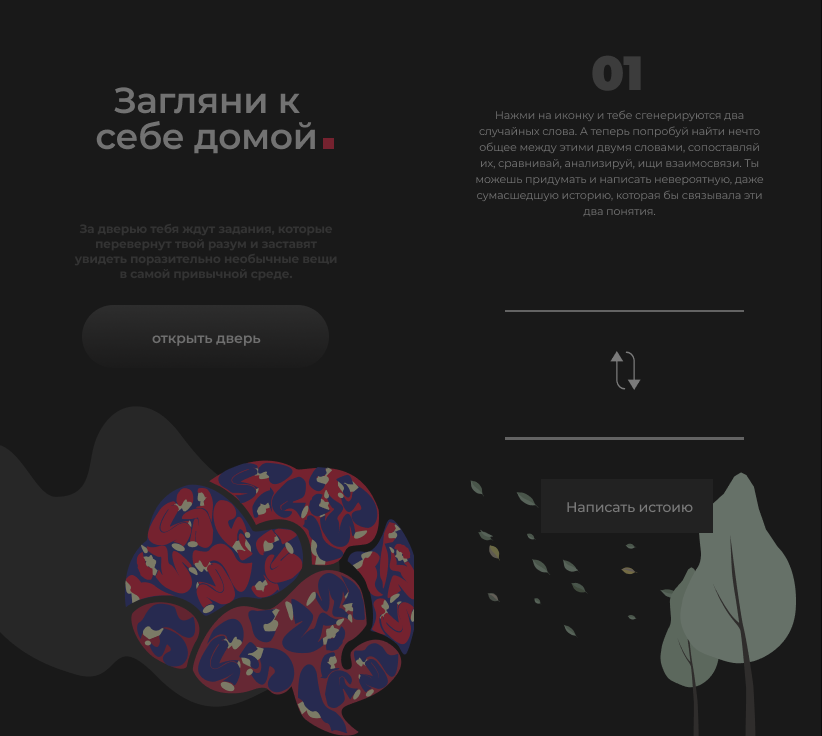 Загляни к
себе домой.
За дверью тебя ждут задания, которые
перевернут твой разум и заставят
увидеть поразительно необычные вещи
в самой привычной среде.
открыть дверь
01
Нажми на иконку и тебе сгенерируются два
случайных слова. А теперь попробуй найти нечто
общее между этими двумя словами, сопоставляй
их, сравнивай, анализируй, ищи взаимосвязи. Ты
можешь придумать и написать невероятную, даже
сумасшедшую историю, которая бы связывала эти
два понятия.
Написать истоию